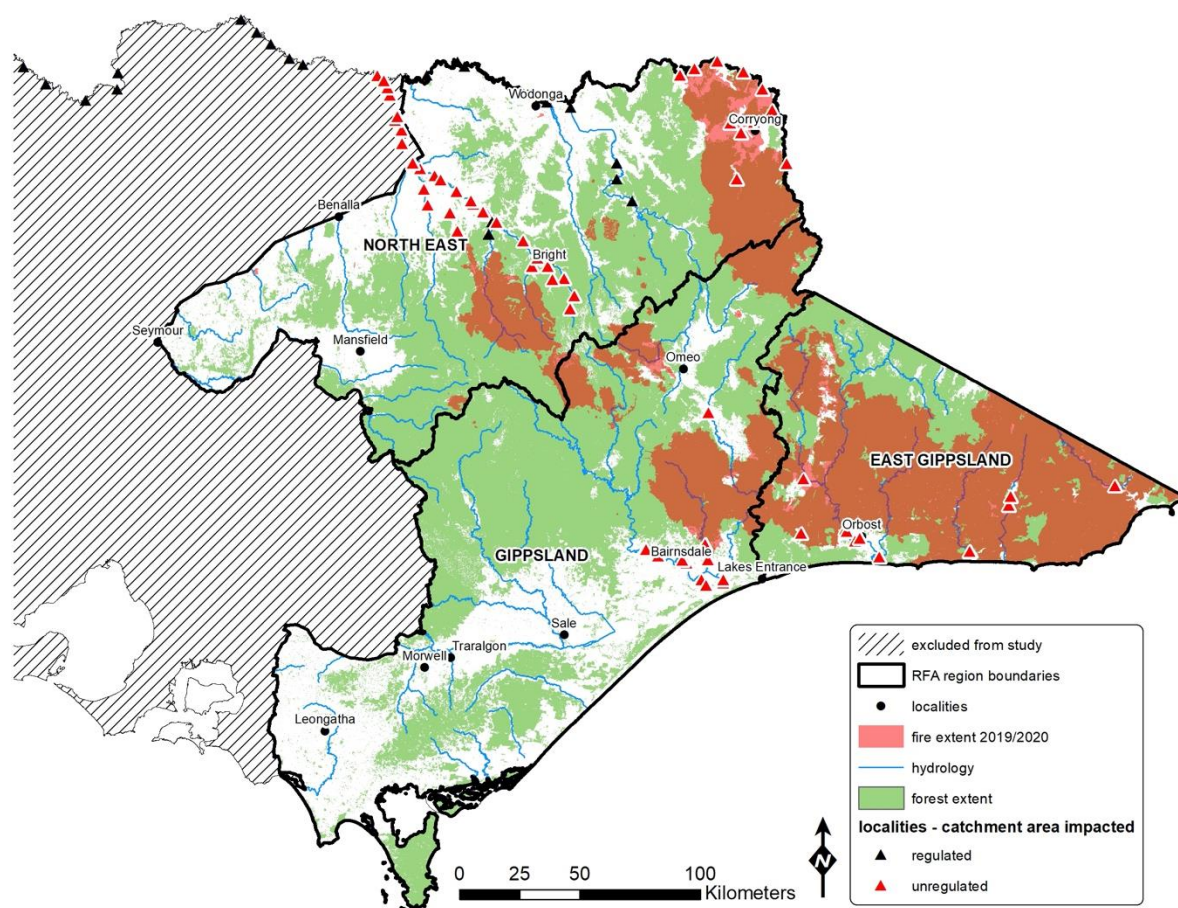 Wodonga
Corryong
Benalla
NORTH EAST
Bright
Seymour
Mansfield
Omeo
EAST GIPPSLAND
Orbost
GIPPSLAND
Bairnsdale
Lakes Entrance
Sale
Traralgon
Morwell
Leongatha
excluded from study
RFA region boundaries
localities
fire extent 2019/2020
hydrology
forest extent
localities - catchment area impacted
regulated
unregulated
N
0 25 50 100
Kilometers